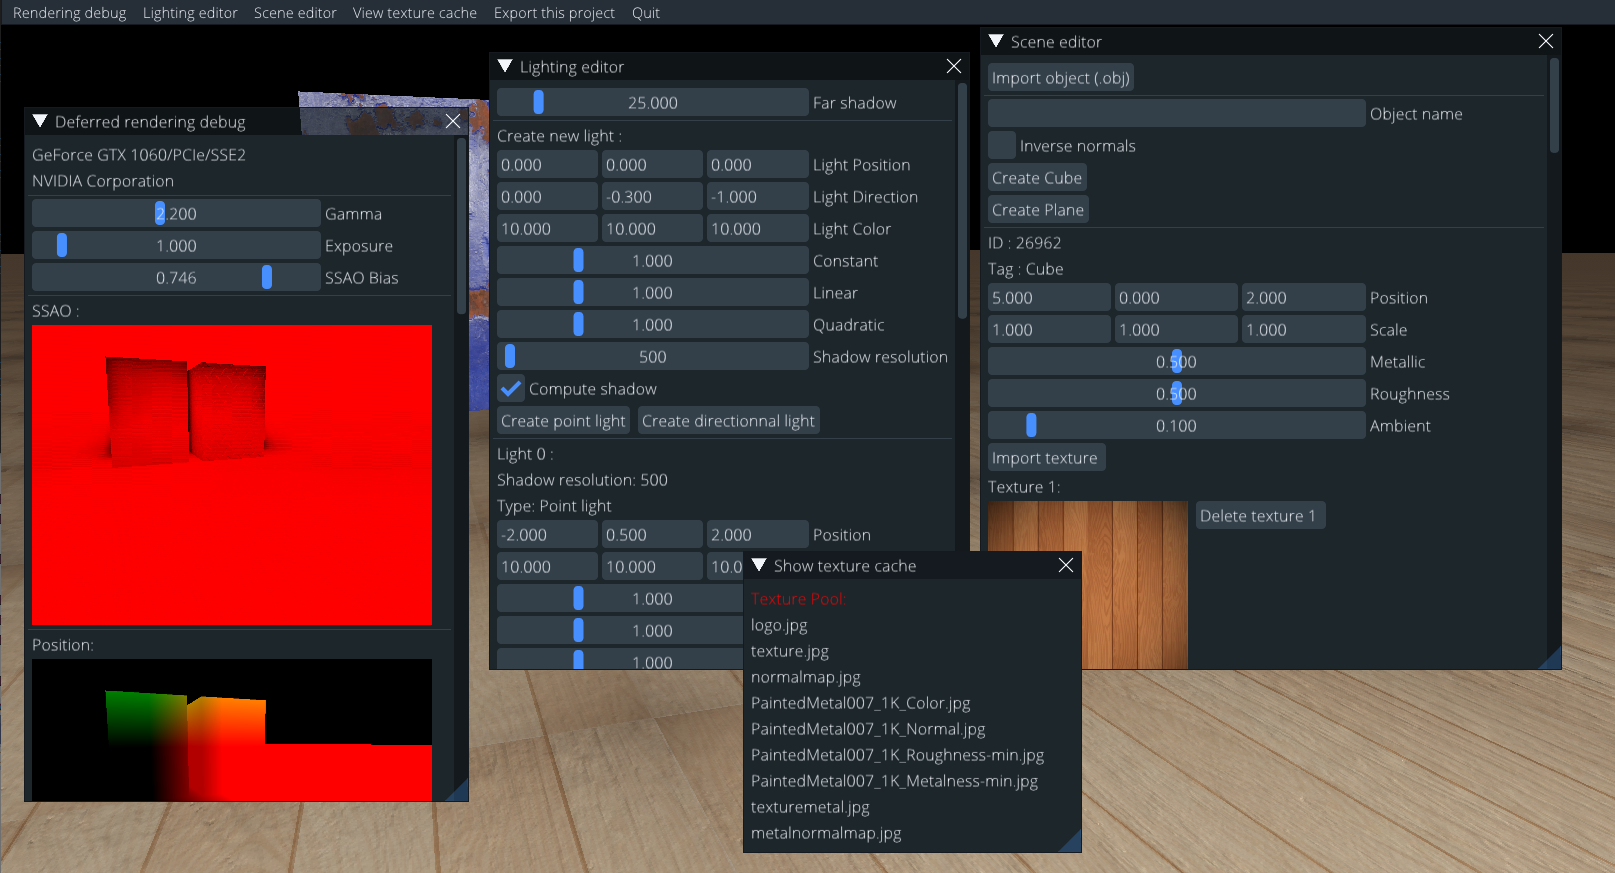 Rendering debug Lighting editor Scene editor View texture cache Export this project Quit
Deferred rendering debug
GeForce GTX 1060/PCIe/SSE2
NVIDIA Corporation
2.200 Gamma
1.000 Exposure
0.746 SSAO Bias
SSAO :
Position:
Lighting editor
25.000 Far shadow
Create new light :
0.000 0.000 0.000 Light Position
0.000 -0.300 -1.000 Light Direction
10.000 10.000 10.000 Light Color
1.000 Constant
1.000 Linear
1.000 Quadratic
500 Shadow resolution
Compute shadow
Create point light Create directionnal light
Light 0 :
Shadow resolution: 500
Type: Point light
-2.000 0.500 2.000 Position
10.000 10.000 10.0
1.000
1.000
1.000
Scene editor
Import object (.obj)
Object name
Inverse normals
Create Cube
Create Plane
ID : 26962
Tag : Cube
5.000 0.000 2.000 Position
1.000 1.000 1.000 Scale
0.500 Metallic
0.500 Roughness
0.100 Ambient
Import texture
Texture 1:
Delete texture 1
Show texture cache
Texture Pool:
logo.jpg
texture.jpg
normalmap.jpg
PaintedMetal007_1K_Color.jpg
PaintedMetal007_1K_Normal.jpg
PaintedMetal007_1K_Roughness-min.jpg
PaintedMetal007_1K_Metalness-min.jpg
texturemetal.jpg
metalnormalmap.jpg